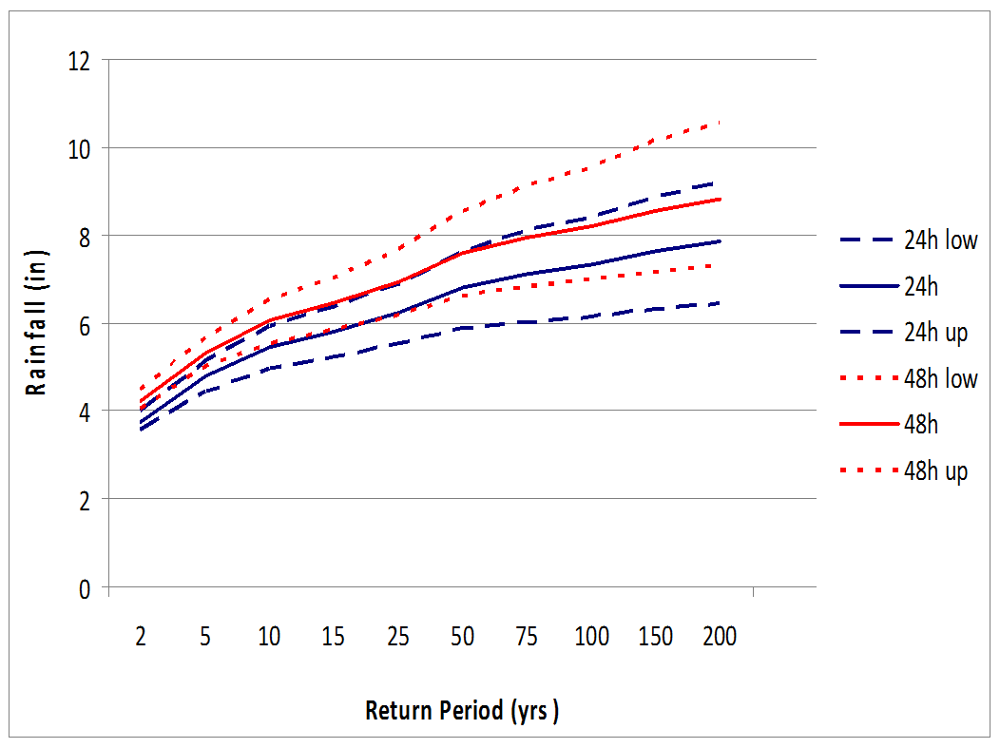 12
10
8
6
4
2
0
Rainfall (in)
2 5 10 15 25 50 75 100 150 200
Return Period (yrs )
24h low
24h
24h up
48h low
48h
48h up